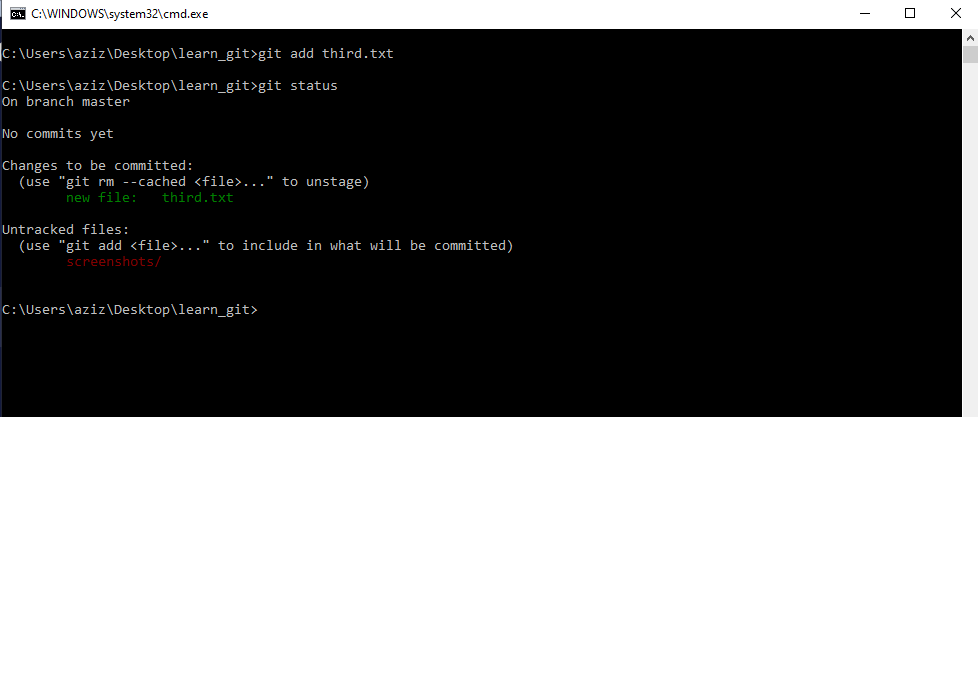 C:\WINDOWS\system32\cmd.exe
C:\Users\aziz\Desktop\learn_git>git add third.txt
C:\Users\aziz\Desktop\learn_git>git status
On branch master
No commits yet
Changes to be committed:
  (use "git rm --cached <file>..." to unstage)
        new file:   third.txt
Untracked files:
  (use "git add <file>..." to include in what will be committed)
        screenshots/
C:\Users\aziz\Desktop\learn_git>